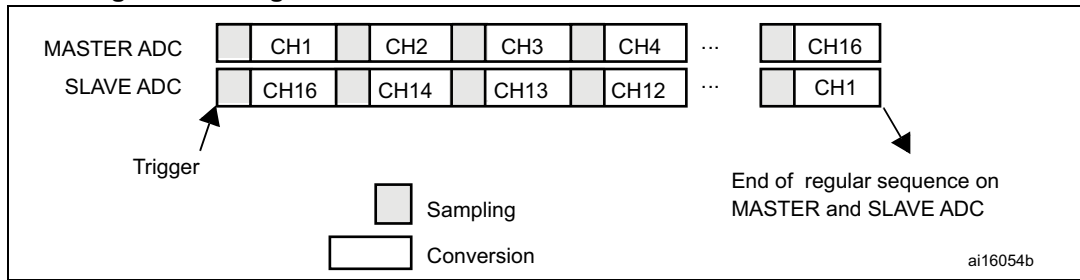 MASTER ADC CH1 CH2 CH3 CH4 ... CH16
SLAVE ADC CH16 CH14 CH13 CH12 ... CH1
Trigger
End of regular sequence on
MASTER and SLAVE ADC
Sampling
Conversion
ai16054b